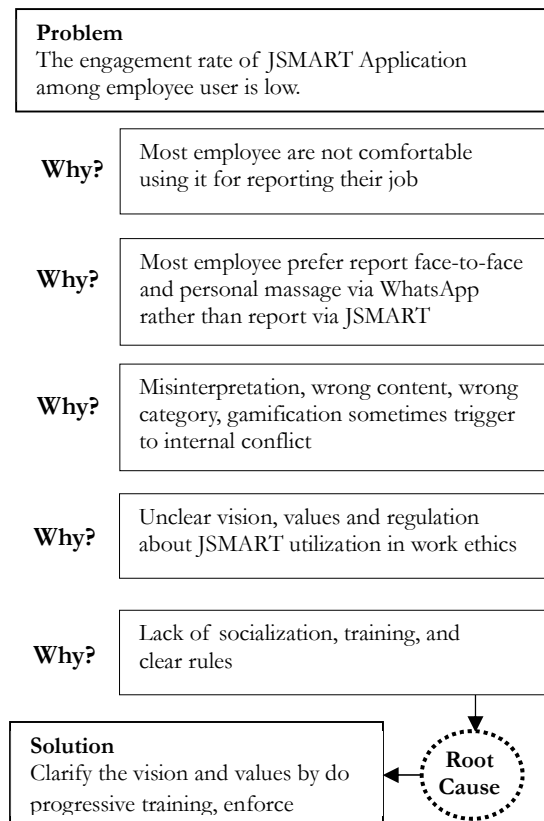 Problem
The engagement rate of JSMART Application
among employee user is low.
Why?
Most employee are not comfortable
using it for reporting their job
Why?
Most employee prefer report face-to-face
and personal massage via WhatsApp
rather than report via JSMART
Why?
Misinterpretation, wrong content, wrong
category, gamification sometimes trigger
to internal conflict
Why?
Unclear vision, values and regulation
about JSMART utilization in work ethics
Why?
Lack of socialization, training, and
clear rules
Solution
Clarify the vision and values by do
progressive training, enforce
Root
Cause